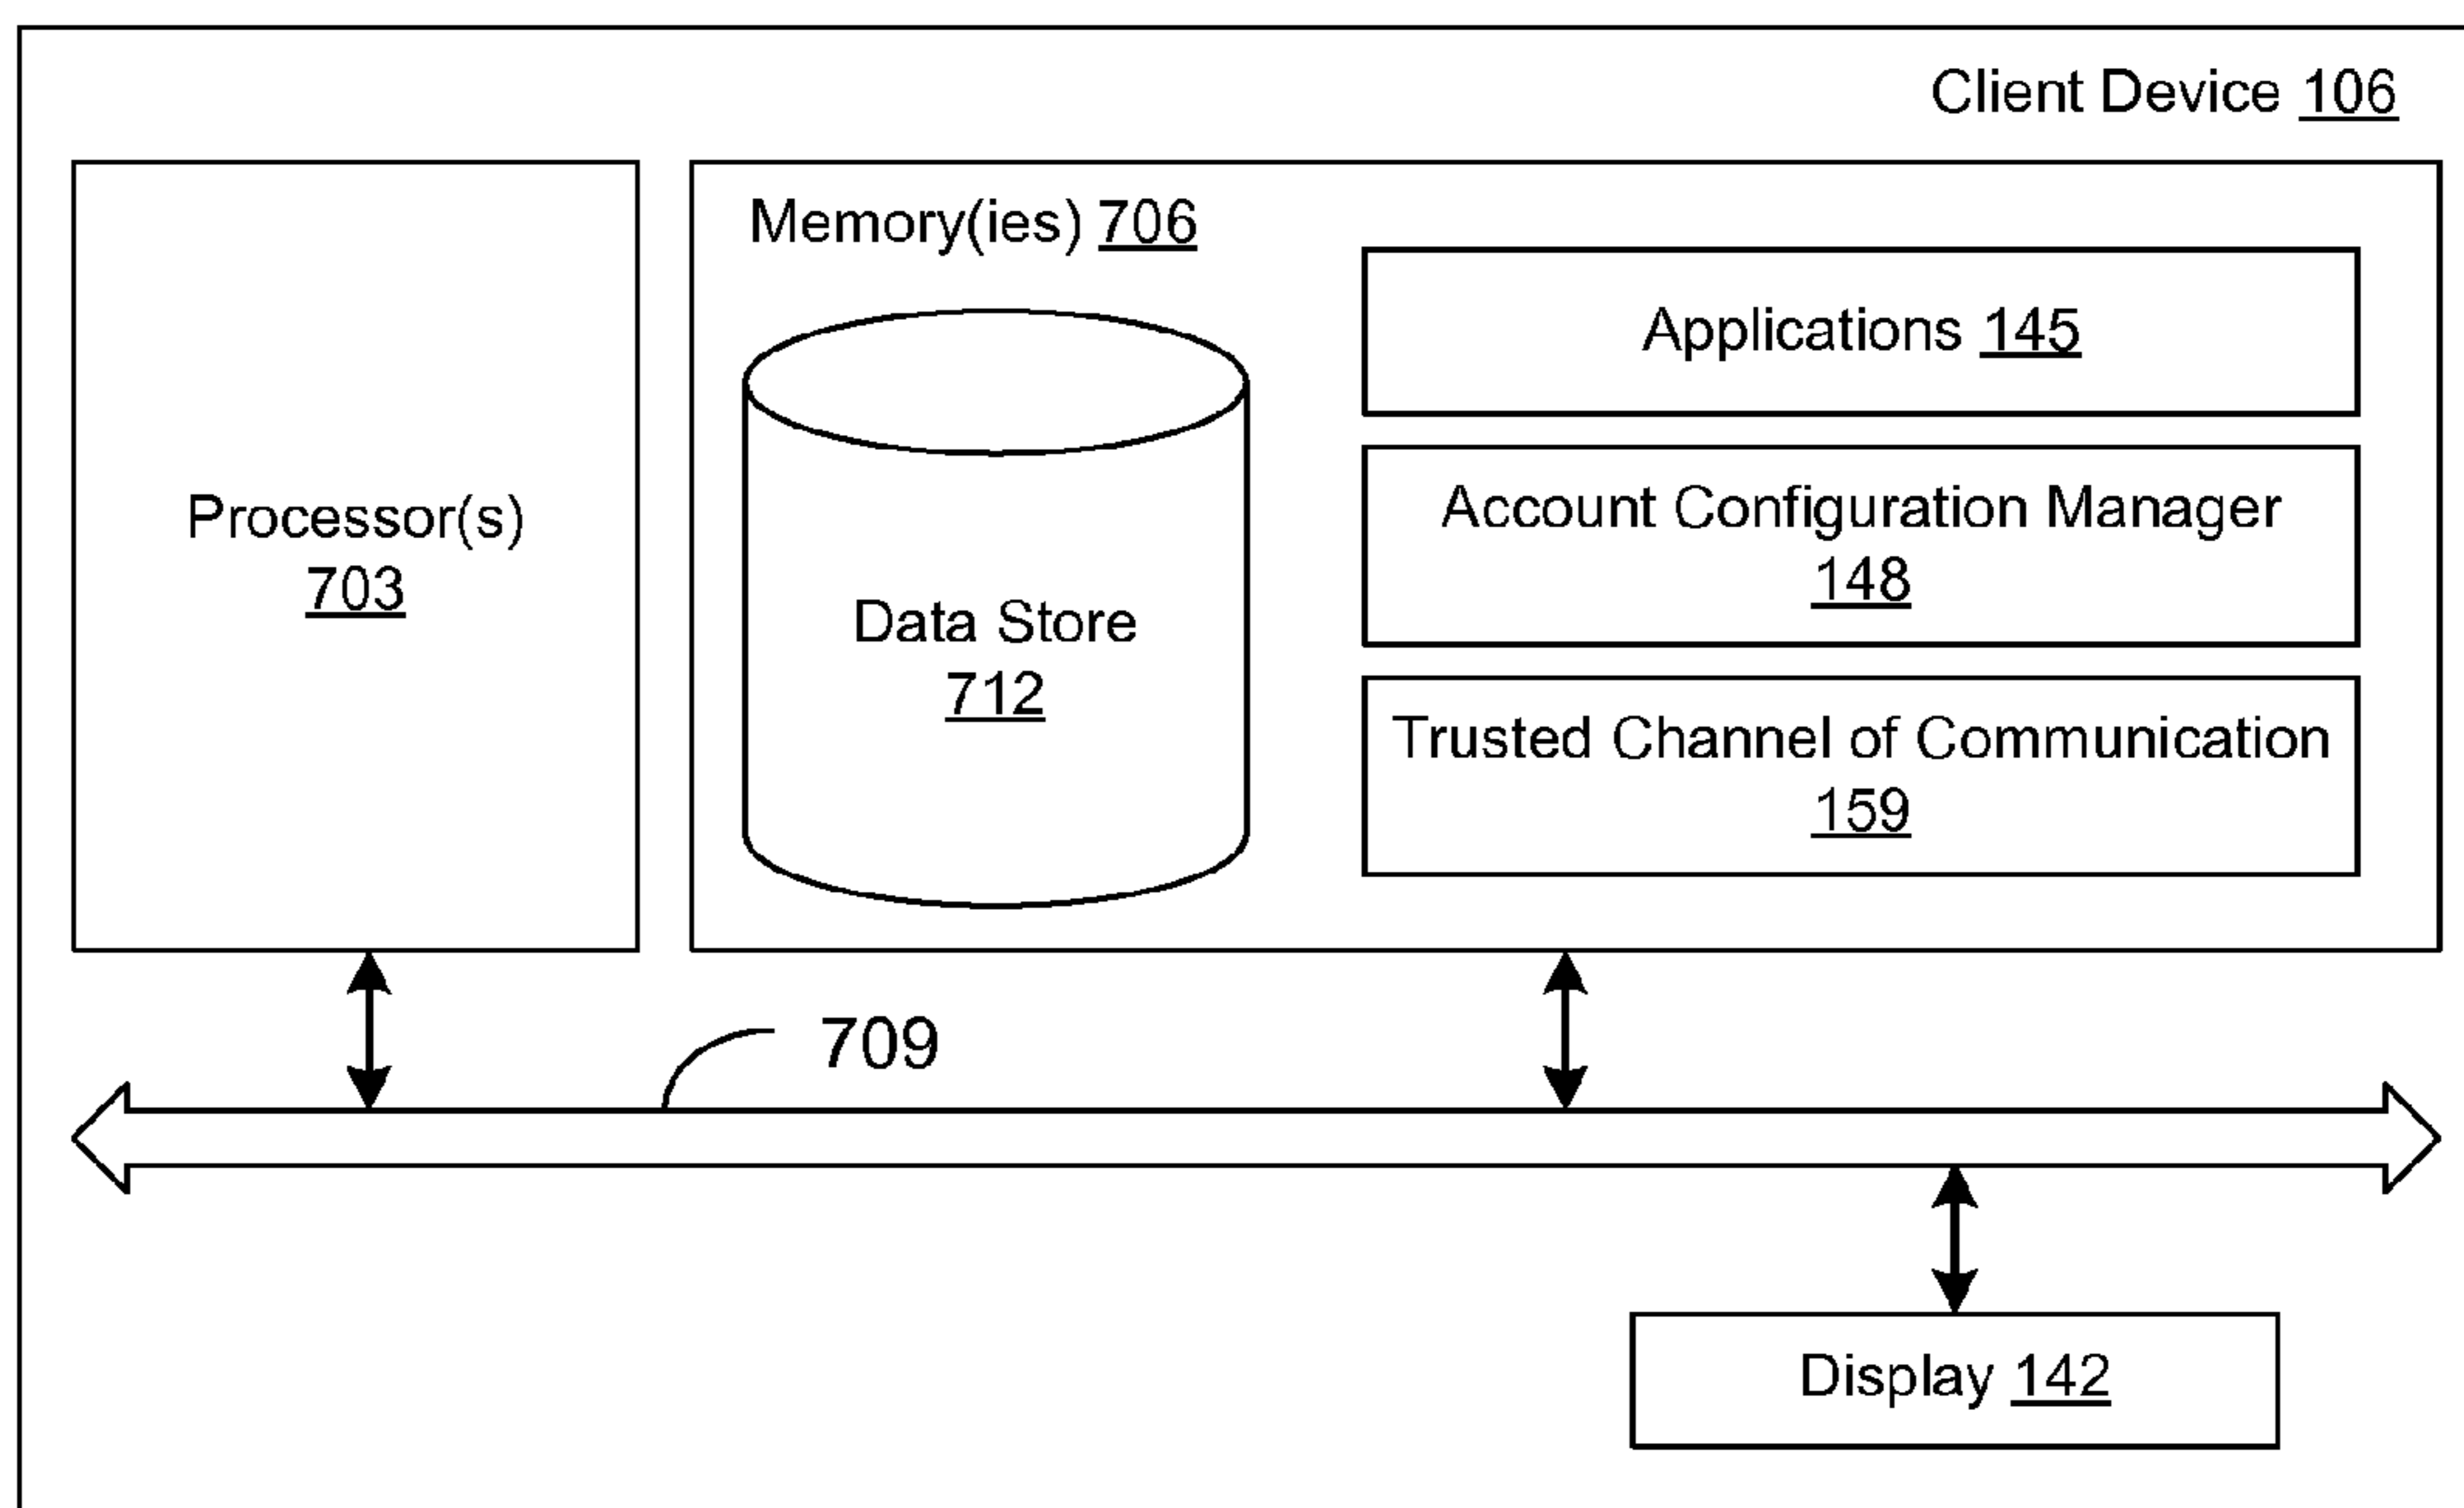 Client Device 106
Processor(s)
703
Memory(ies) 706
Data Store
712
Applications 145
Account Configuration Manager
148
Trusted Channel of Communication
159
709
Display 142